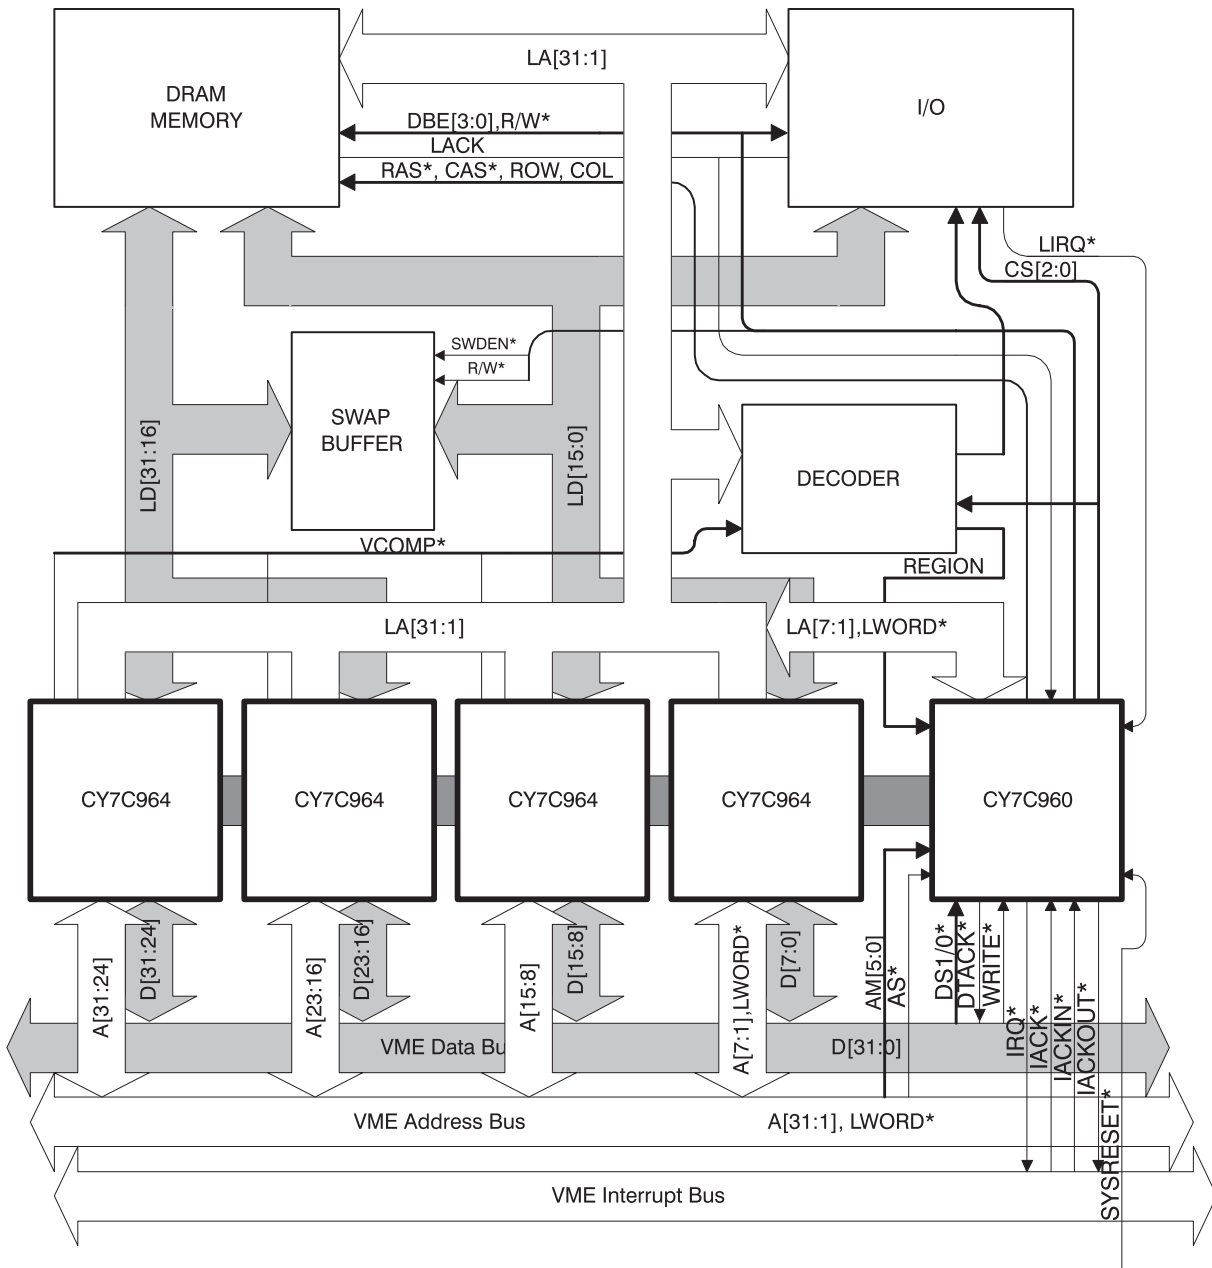 LA[31:1]
DRAM
MEMORY
I/O
DBE[3:0],R/W*
LACK
RAS*, CAS*, ROW, COL
LIRQ*
CS[2:0]
SWDEN*
R/W*
SWAP
BUFFER
LD[31:16]
LD[15:0]
DECODER
VCOMP*
REGION
LA[31:1]
LA[7:1],LWORD*
CY7C964
CY7C964
CY7C964
CY7C964
CY7C960
A[31:24]
D[31:24]
A[23:16]
D[23:16]
A[15:8]
D[15:8]
A[7:1],LWORD*
D[7:0]
AM[5:0]
AS*
DS1/0*
DTACK*
WRITE*
IRQ*
IACK*
IACKIN*
IACKOUT*
SYSRESET*
VME Data Bu
D[31:0]
VME Address Bus
A[31:1], LWORD*
VME Interrupt Bus